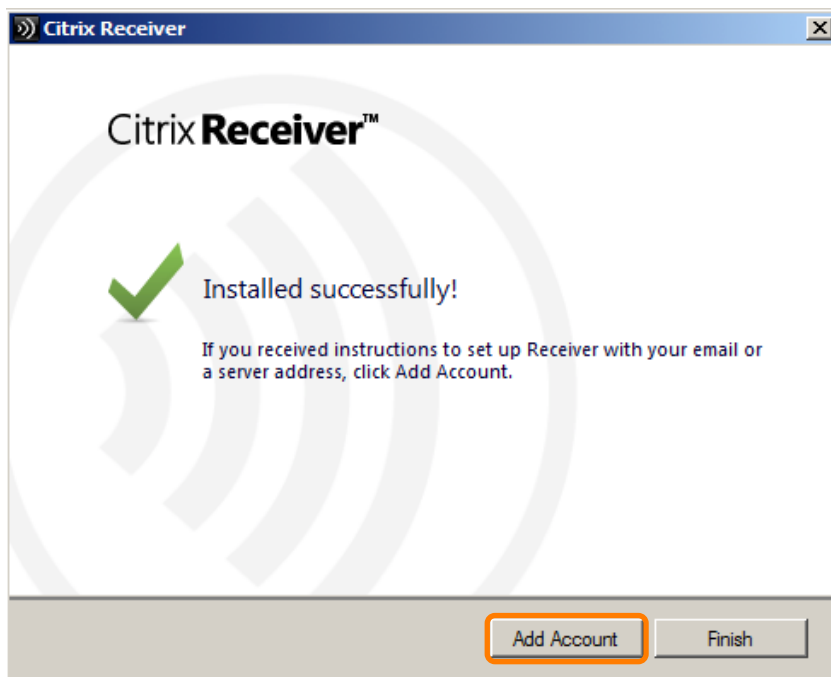 Citrix Receiver
Citrix Receiver™
Installed successfully!
If you received instructions to set up Receiver with your email or
a server address, click Add Account.
Add Account Finish